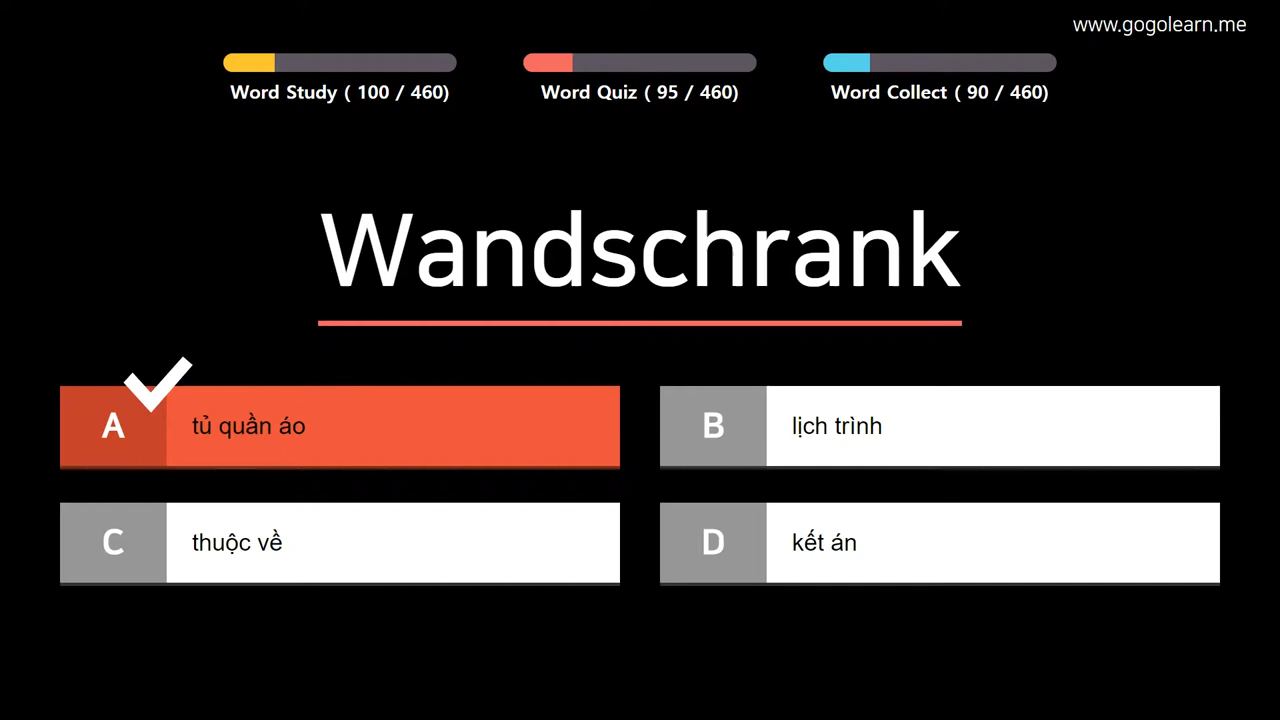 www.gogolearn.me
Word Study ( 100 / 460)
Word Quiz ( 95 / 460)
Word Collect ( 90 / 460)
Wandschrank
A tủ quần áo
B lịch trình
C thuộc về
D kết án